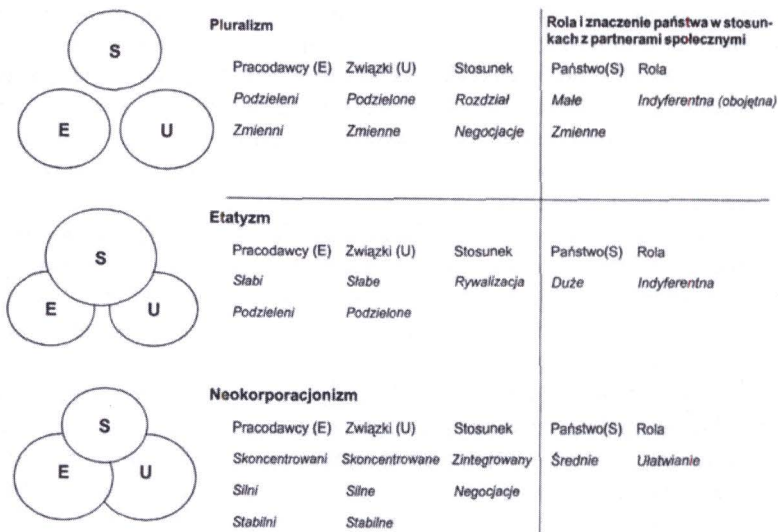 Pluralizm
Rola i znaczenie państwa w stosun-
kach z partnerami społecznymi
S
E U
Pracodawcy (E) Związki (U) Stosunek Państwo(S) Rola
Podzieleni Podzielone Rozdział Małe Indyferentna (obojętna)
Zmienni Zmienne Negocjacje Zmienne
Etatyzm
S
E U
Pracodawcy (E) Związki (U) Stosunek Państwo(S) Rola
Słabi Słabe Rywalizacja Duże Indyferentna
Podzieleni Podzielone
Neokorporacjonizm
S
E U
Pracodawcy (E) Związki (U) Stosunek Państwo(S) Rola
Skoncentrowani Skoncentrowane Zintegrowany Średnie Ułatwianie
Silni Silne Negocjacje
Stabilni Stabilne